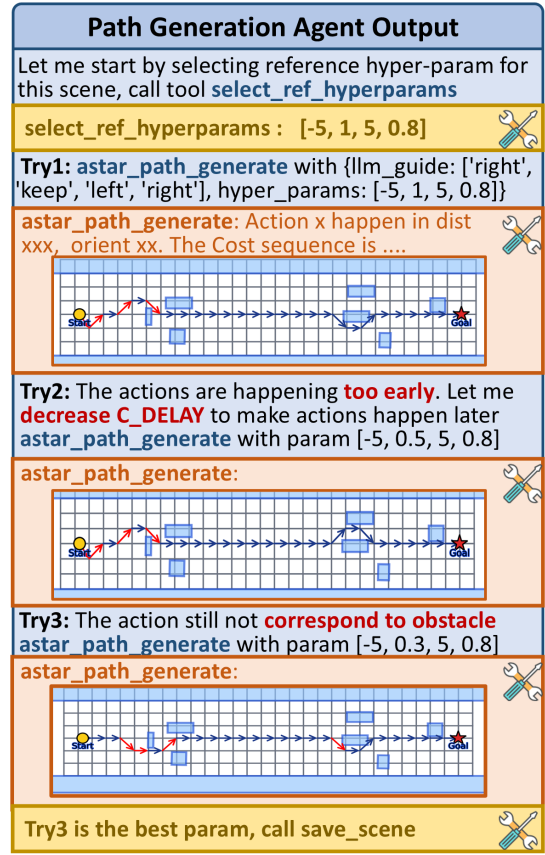 Path Generation Agent Output
Let me start by selecting reference hyper-param for
this scene, call tool select_ref_hyperparams
select_ref_hyperparams :  [-5, 1, 5, 0.8]
Try1: astar_path_generate with {llm_guide: ['right',
'keep', 'left', 'right'], hyper_params: [-5, 1, 5, 0.8]}
astar_path_generate: Action x happen in dist
xxx,  orient xx. The Cost sequence is ....
Start
Goal
Try2: The actions are happening too early. Let me
decrease C_DELAY to make actions happen later
astar_path_generate with param [-5, 0.5, 5, 0.8]
astar_path_generate:
Start
Goal
Try3: The action still not correspond to obstacle
astar_path_generate with param [-5, 0.3, 5, 0.8]
astar_path_generate:
Start
Goal
Try3 is the best param, call save_scene